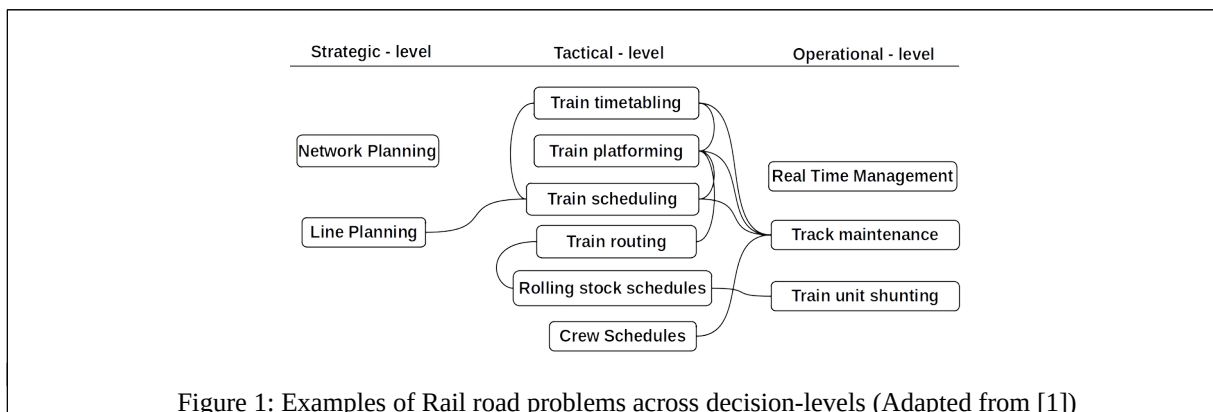 Strategic - level
Tactical - level
Operational - level
Train timetabling
Network Planning
Train platforming
Real Time Management
Train scheduling
Line Planning
Train routing
Track maintenance
Rolling stock schedules
Train unit shunting
Crew Schedules
Figure 1: Examples of Rail road problems across decision-levels (Adapted from [1])